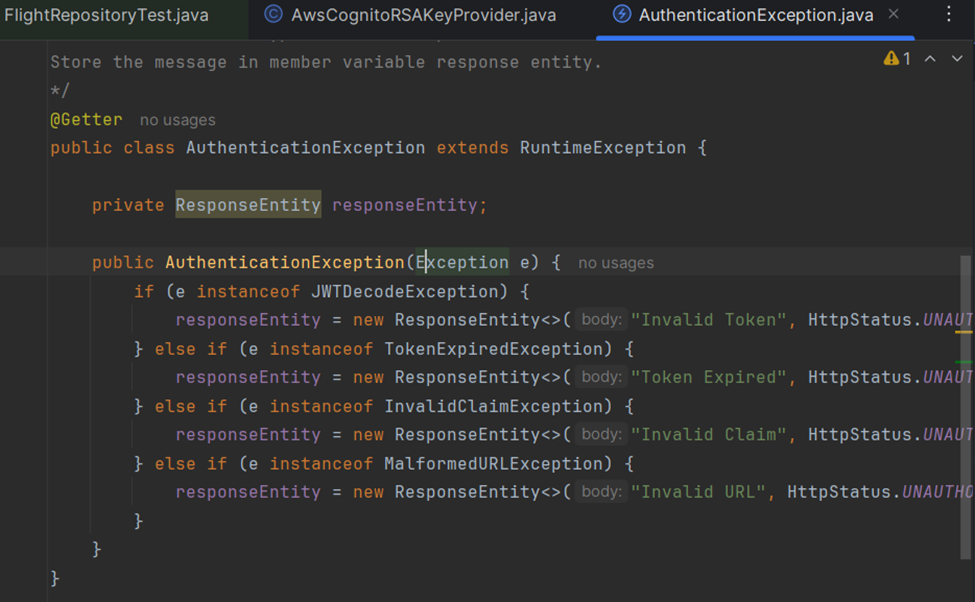 FlightRepositoryTest.java AwsCognitoRSAKeyProvider.java AuthenticationException.java
Store the message in member variable response entity. 1
*/
@Getter no usages
public class AuthenticationException extends RuntimeException {
private ResponseEntity responseEntity;
public AuthenticationException(Exception e) { no usages
if (e instanceof JWTDecodeException) {
responseEntity = new ResponseEntity<>( body: "Invalid Token", HttpStatus.UNAUT
} else if (e instanceof TokenExpiredException) {
responseEntity = new ResponseEntity<>( body: "Token Expired", HttpStatus.UNAUT
} else if (e instanceof InvalidClaimException) {
responseEntity = new ResponseEntity<>( body: "Invalid Claim", HttpStatus.UNAUT
} else if (e instanceof MalformedURLException) {
responseEntity = new ResponseEntity<>( body: "Invalid URL", HttpStatus.UNAUTHO
}
}
}